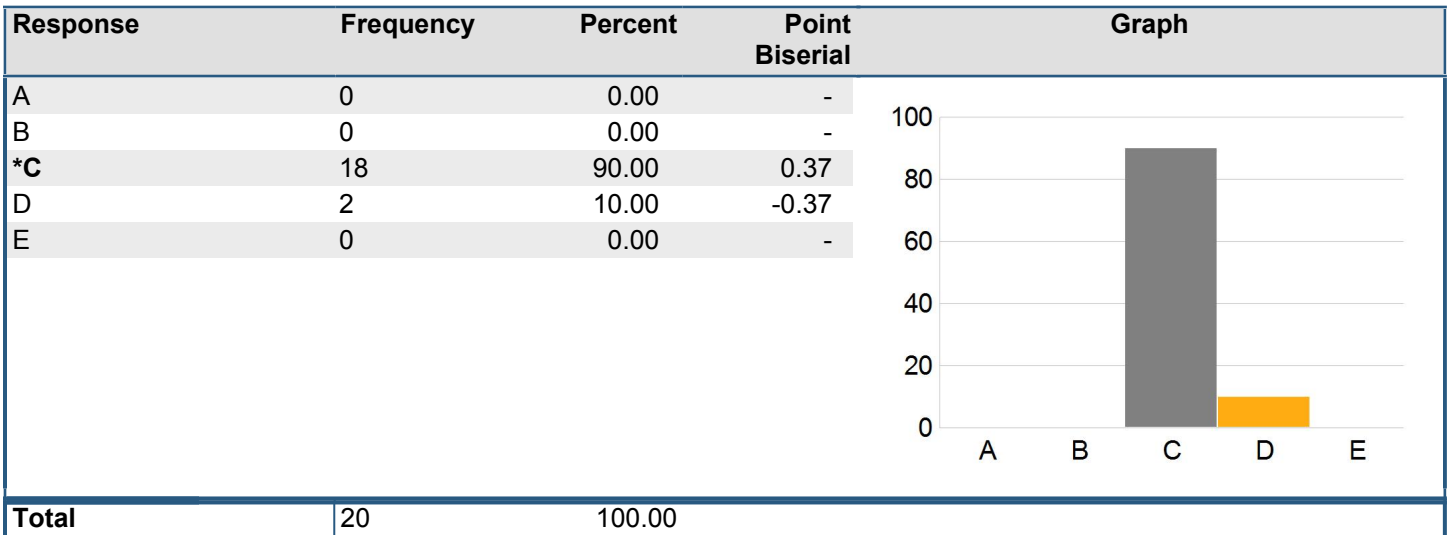 Response Frequency Percent Point Biserial Graph
A 0 0.00 -
B 0 0.00 -
*C 18 90.00 0.37
D 2 10.00 -0.37
E 0 0.00 -
100
80
60
40
20
0
A B C D E
Total 20 100.00